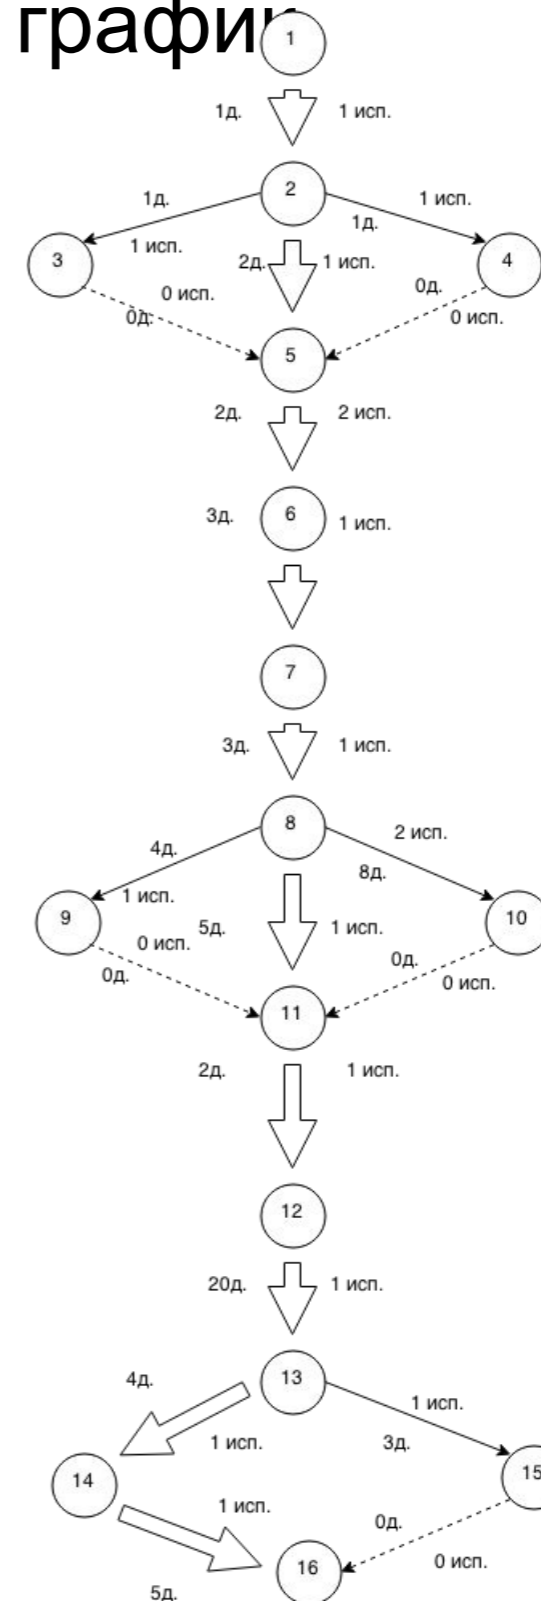 график
1
1д. 1 исп.
2
1д. 1 исп.
1 исп. 1д.
3 2д. 1 исп. 4
0 исп. 0д.
0д. 0 исп.
5
2д. 2 исп.
3д. 6 1 исп.
7
3д. 1 исп.
8
4д. 2 исп.
1 исп. 8д.
9 0 исп. 5д. 1 исп. 10
0д. 0д. 0 исп.
11
2д. 1 исп.
12
20д. 1 исп.
13
4д. 1 исп.
1 исп. 3д.
14 15
1 исп. 0д.
16 0 исп.
5д.